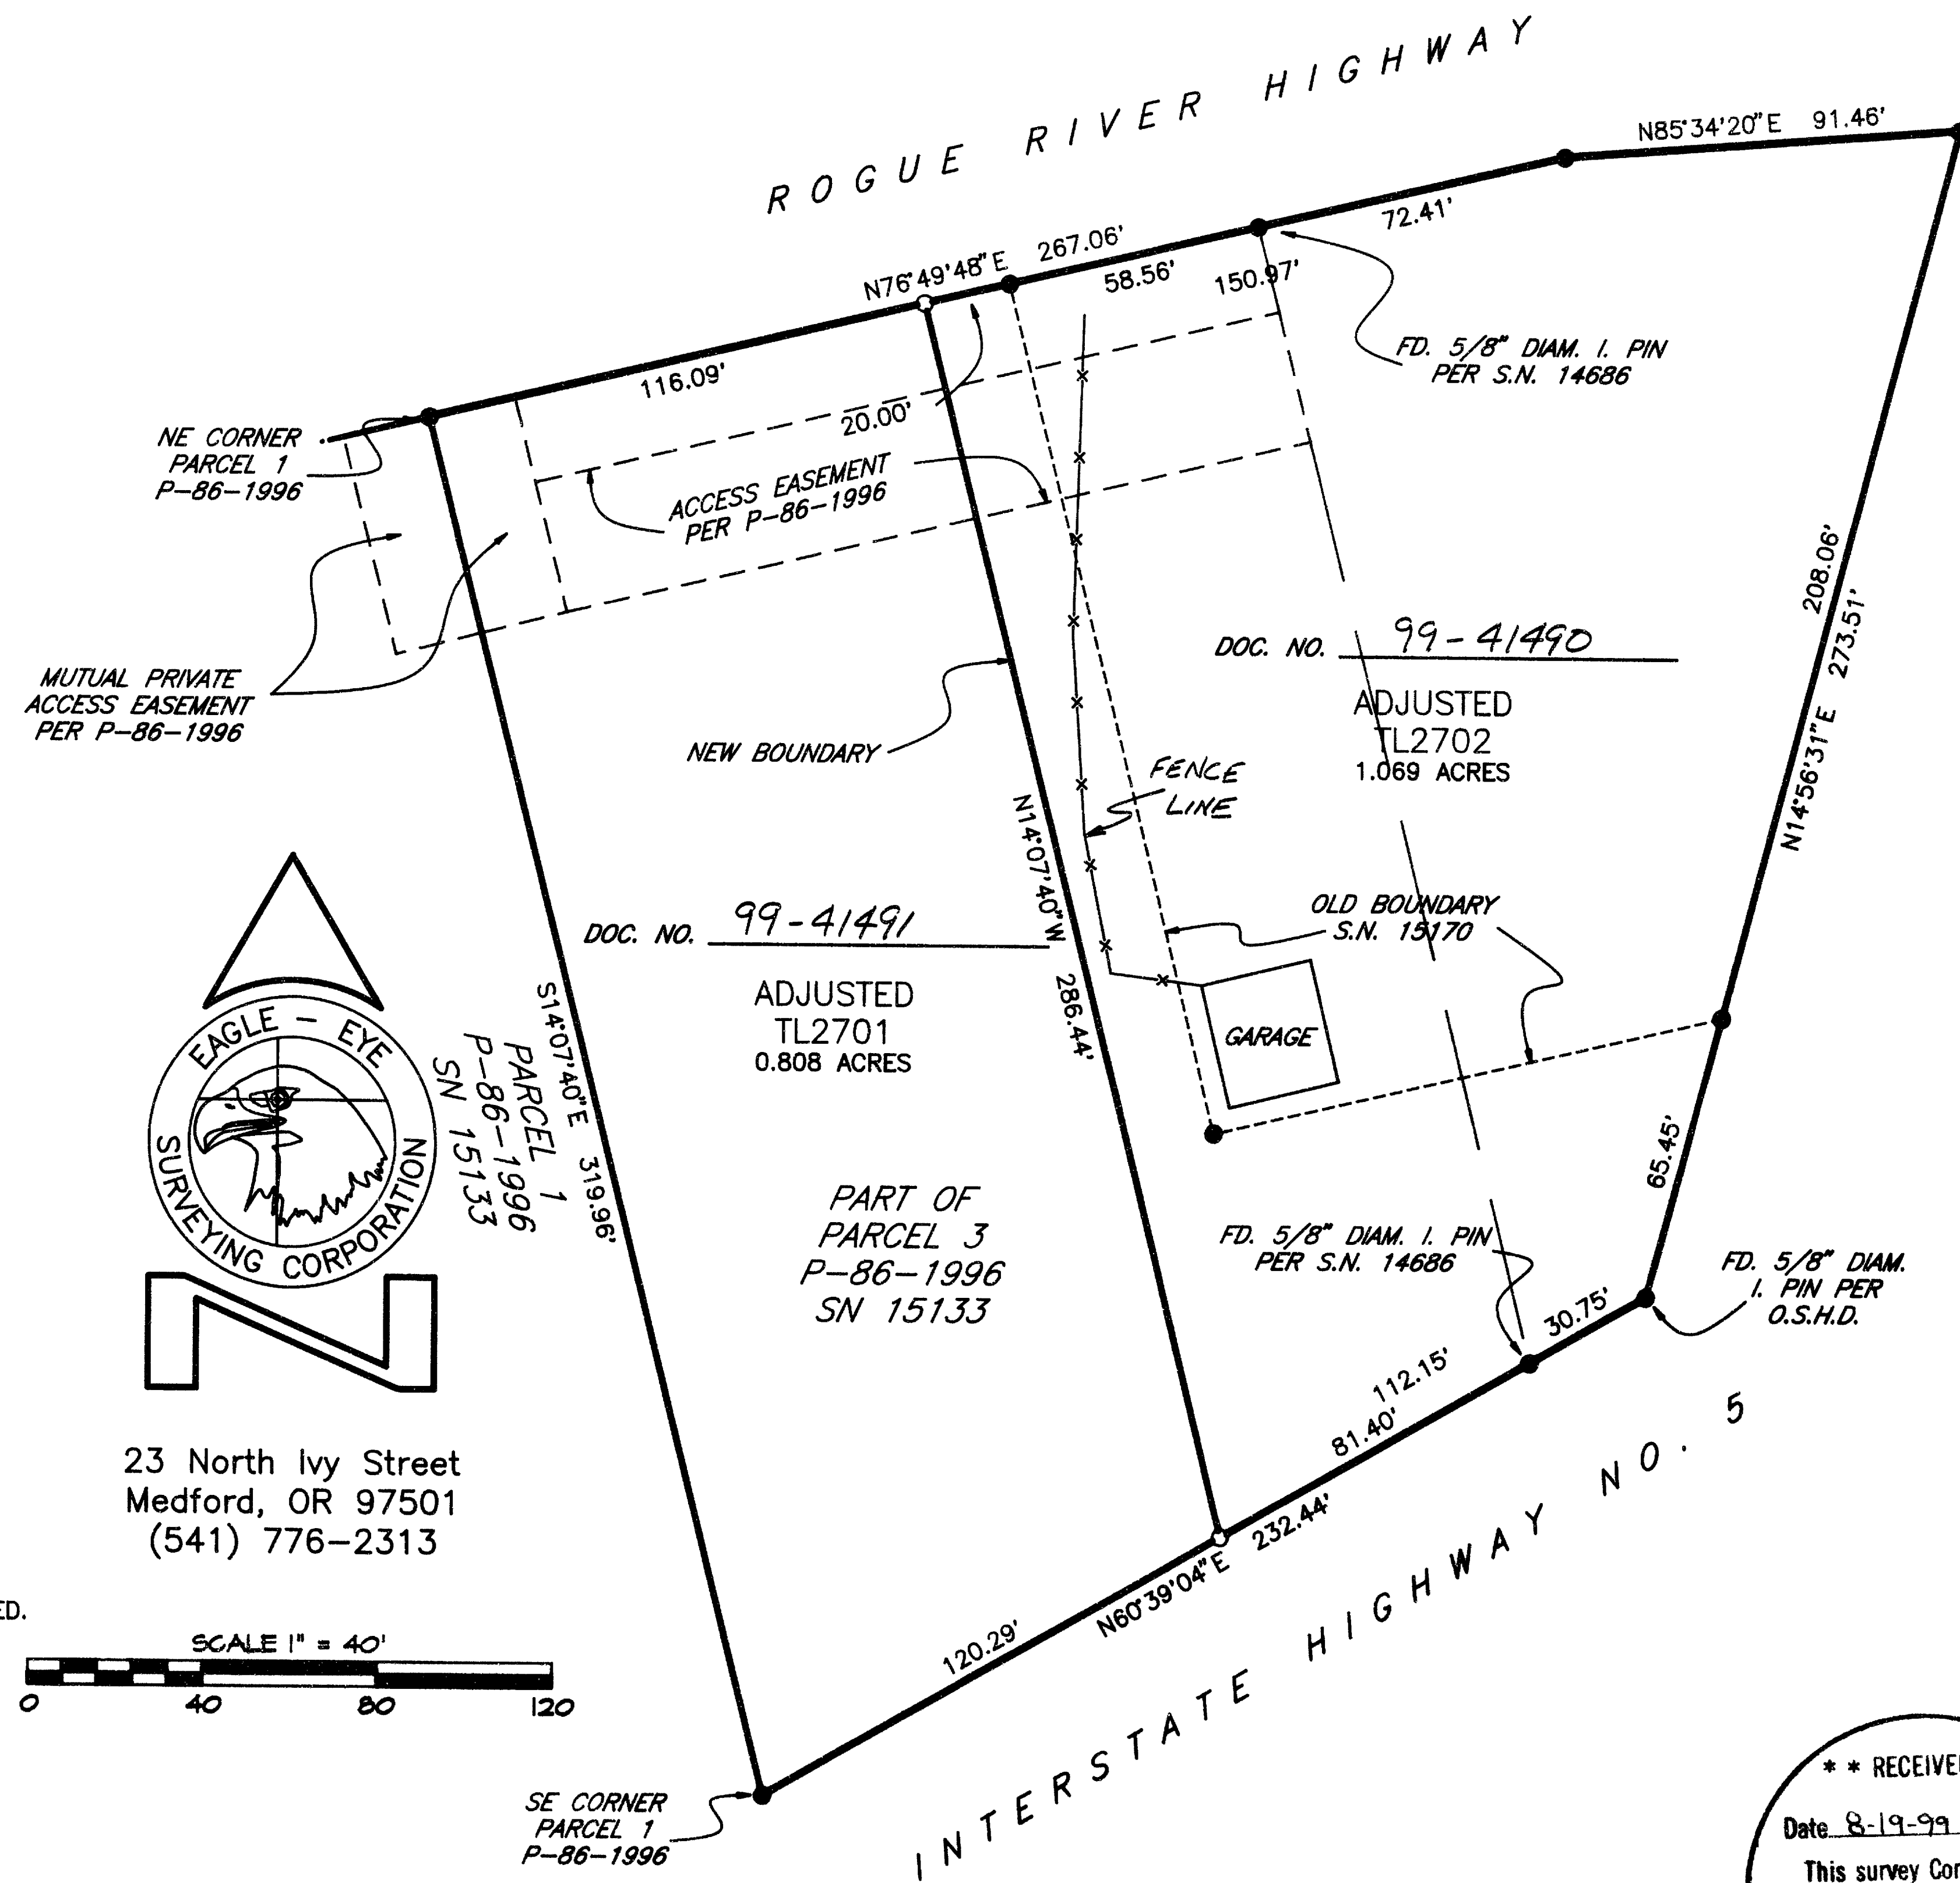 ROGUE RIVER HIGHWAY
N85°34'20"E 91.46'
72.41'
N76°49'48"E 267.06'
58.56'
150.97'
116.09'
20.00'
FD. 5/8" DIAM. I. PIN
PER S.N. 14686
NE CORNER
PARCEL 1
P-86-1996
ACCESS EASEMENT
PER P-86-1996
MUTUAL PRIVATE
ACCESS EASEMENT
PER P-86-1996
NEW BOUNDARY
DOC. NO. 99-41490
ADJUSTED
TL2702
1.069 ACRES
208.06'
N14°56'31"E 273.51'
FENCE
LINE
N14°07'40"W 286.44'
OLD BOUNDARY
S.N. 15170
DOC. NO. 99-41491
ADJUSTED
TL2701
0.808 ACRES
GARAGE
S14°07'40"E 319.96'
PARCEL 1
P-86-1996
SN 15133
EAGLE - EYE
SURVEYING CORPORATION
PART OF
PARCEL 3
P-86-1996
SN 15133
65.45'
FD. 5/8" DIAM. I. PIN
PER S.N. 14686
FD. 5/8" DIAM.
I. PIN PER
O.S.H.D.
30.75'
112.15'
81.40'
N60°39'04"E 232.44'
120.29'
INTERSTATE HIGHWAY NO. 5
23 North Ivy Street
Medford, OR 97501
(541) 776-2313
ED.
SCALE 1" = 40'
0 40 80 120
SE CORNER
PARCEL 1
P-86-1996
* * RECEIVE
Date 8-19-99
This survey Con